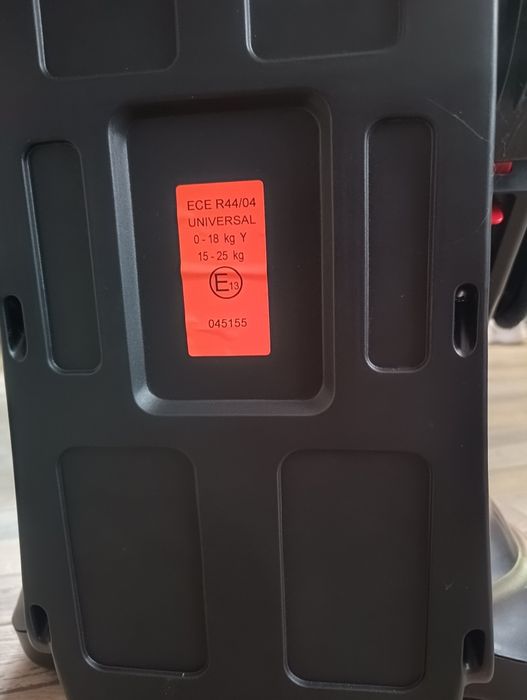 ECE R44/04
UNIVERSAL
0-18 kg Y
15-25 kg
E13
045155